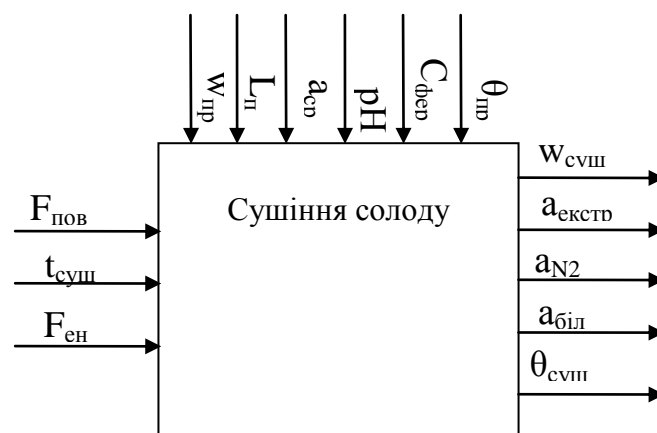 w_пр
L_п
a_ср
pH
C_фер
θ_пр
Сушіння солоду
F_пов
t_суш
F_ен
w_суш
a_екстр
a_N2
a_біл
θ_суш